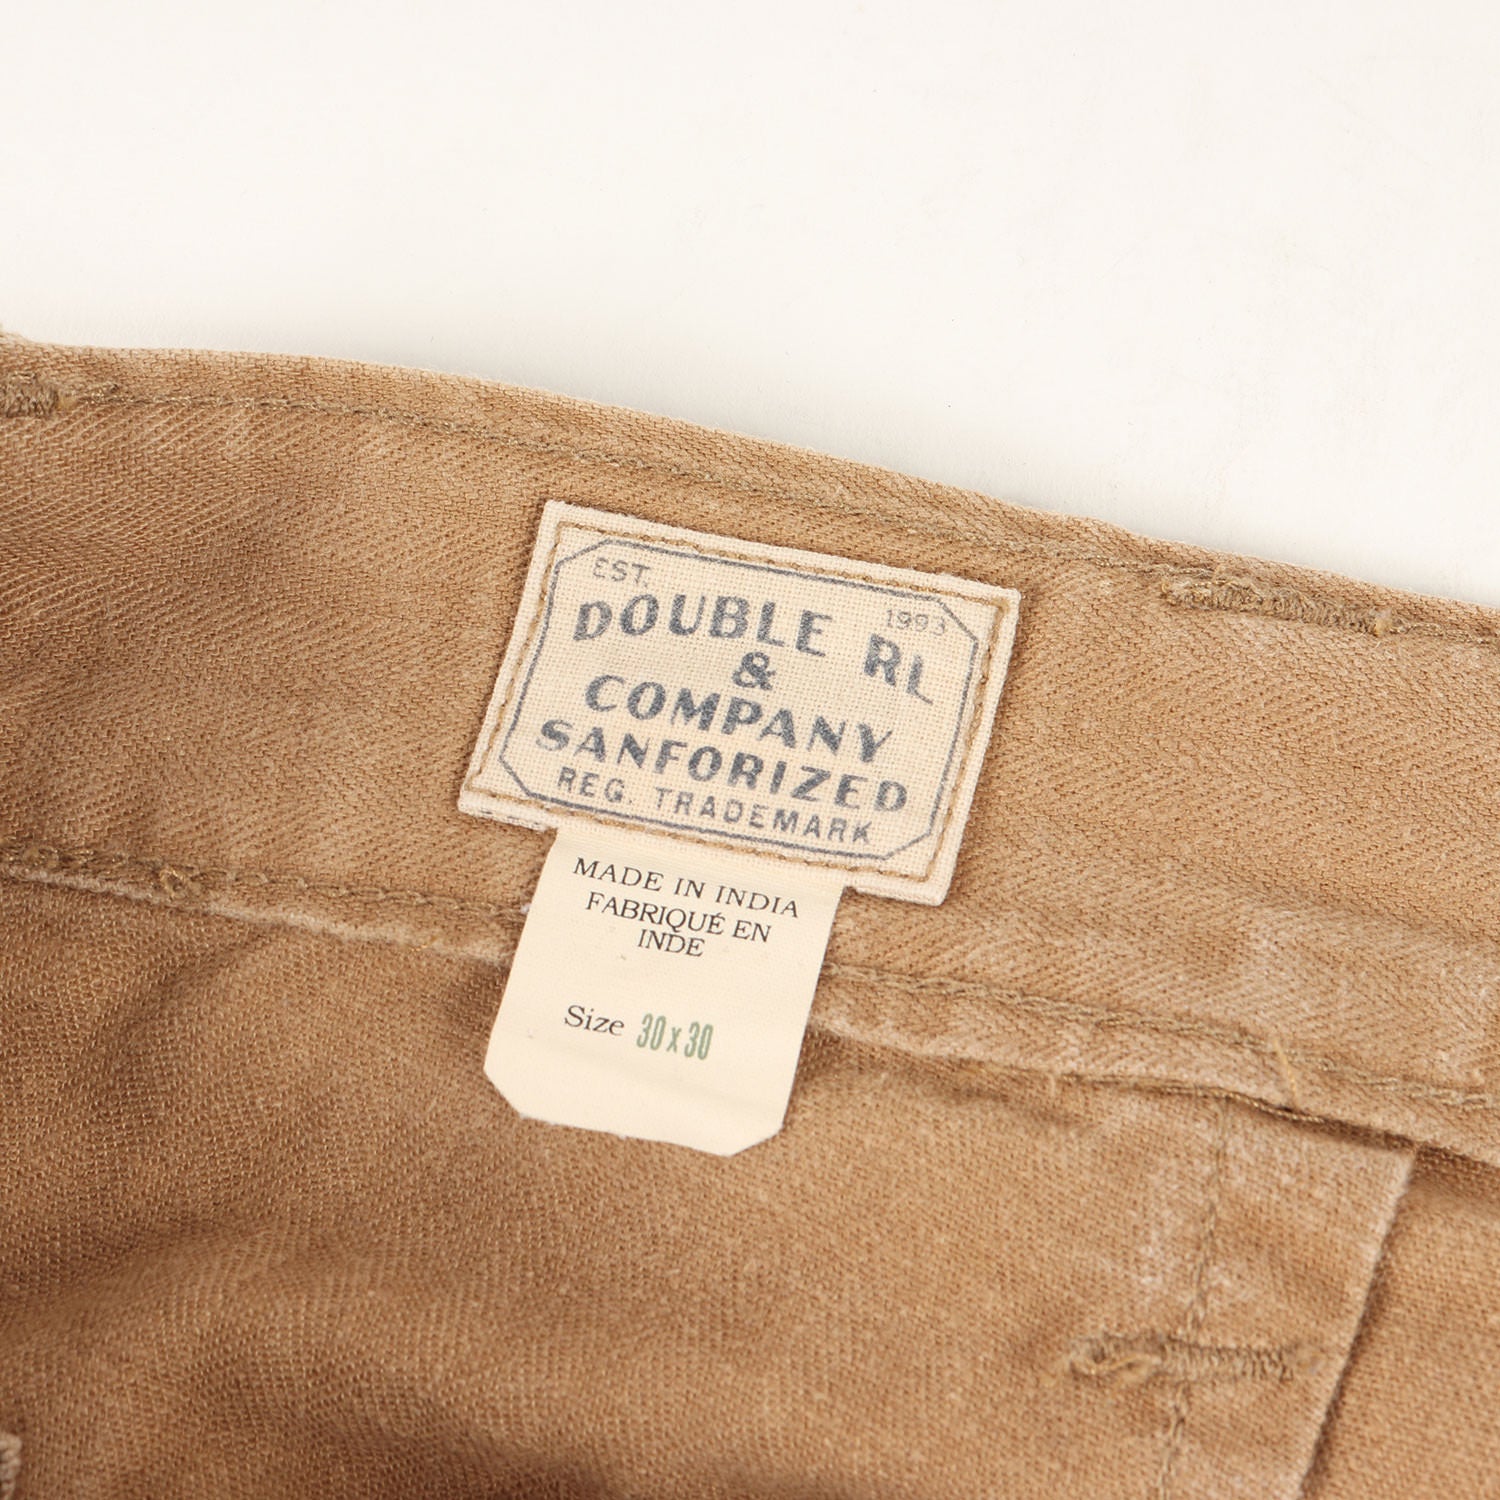 EST. 1993
DOUBLE RL
&
COMPANY
SANFORIZED
REG. TRADEMARK
MADE IN INDIA
FABRIQUÉ EN
INDE
Size 30 x 30